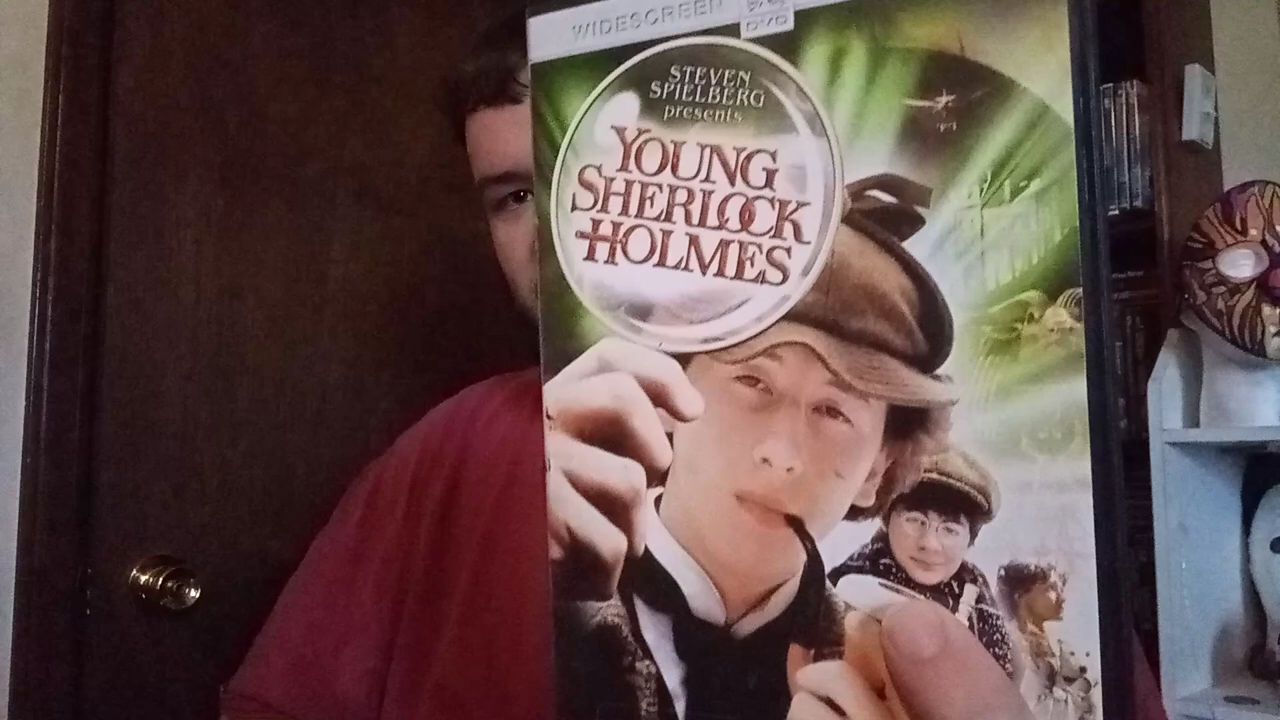 WIDESCREEN
DVD
STEVEN
SPIELBERG
presents
YOUNG
SHERLOCK
HOLMES